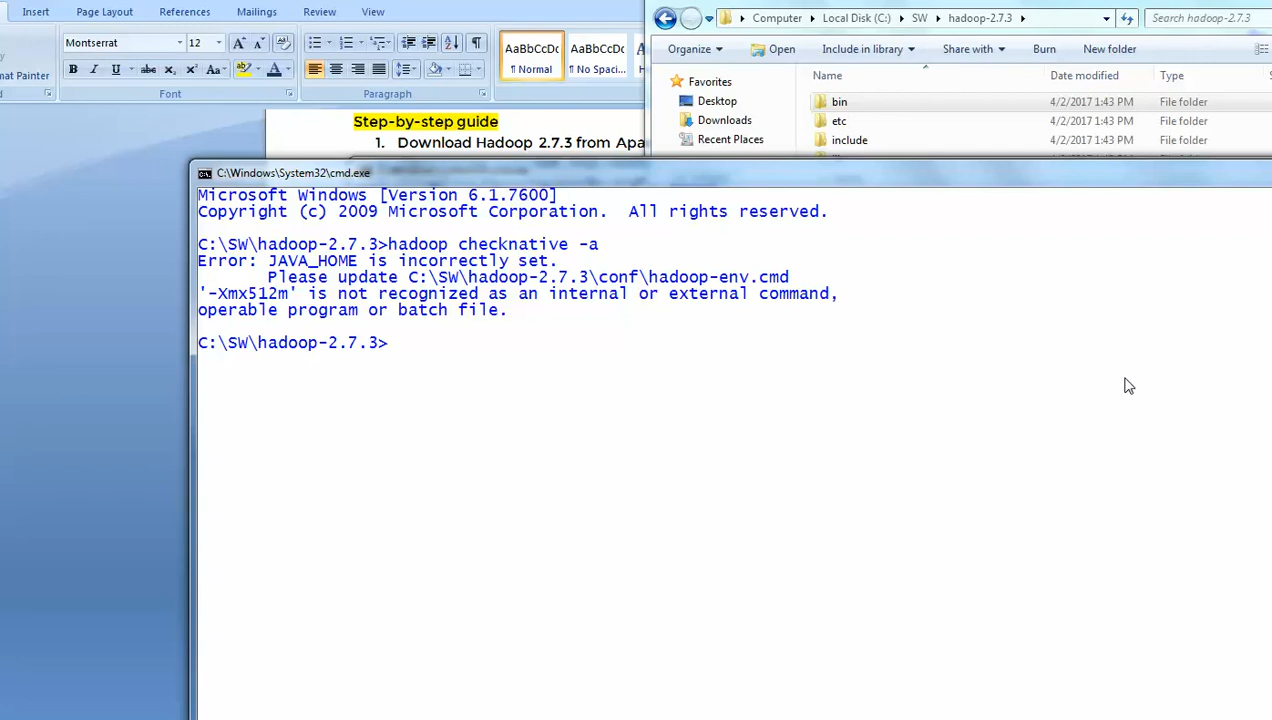 Insert Page Layout References Mailings Review View
Montserrat 12
AaBbCcDc AaBbCcDc
B I U abc x₂ x² Aa A
¶ Normal ¶ No Spaci...
at Painter
Font Paragraph
Computer Local Disk (C:) SW hadoop-2.7.3 Search hadoop-2.7.3
Organize Open Include in library Share with Burn New folder
Favorites
Desktop
Downloads
Recent Places
Name Date modified Type
bin 4/2/2017 1:43 PM File folder
etc 4/2/2017 1:43 PM File folder
include 4/2/2017 1:43 PM File folder
Step-by-step guide
1. Download Hadoop 2.7.3 from Apa
C:\Windows\System32\cmd.exe
Microsoft Windows [Version 6.1.7600]
Copyright (c) 2009 Microsoft Corporation. All rights reserved.
C:\SW\hadoop-2.7.3>hadoop checknative -a
Error: JAVA_HOME is incorrectly set.
Please update C:\SW\hadoop-2.7.3\conf\hadoop-env.cmd
'-Xmx512m' is not recognized as an internal or external command,
operable program or batch file.
C:\SW\hadoop-2.7.3>